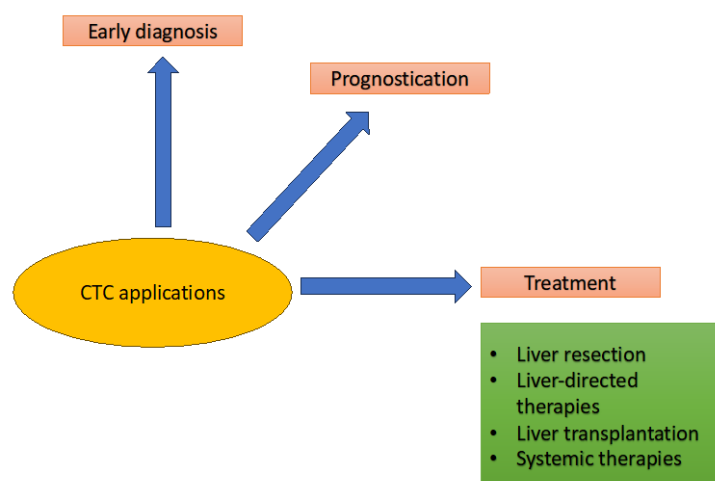 Early diagnosis
Prognostication
CTC applications
Treatment
• Liver resection
• Liver-directed
therapies
• Liver transplantation
• Systemic therapies